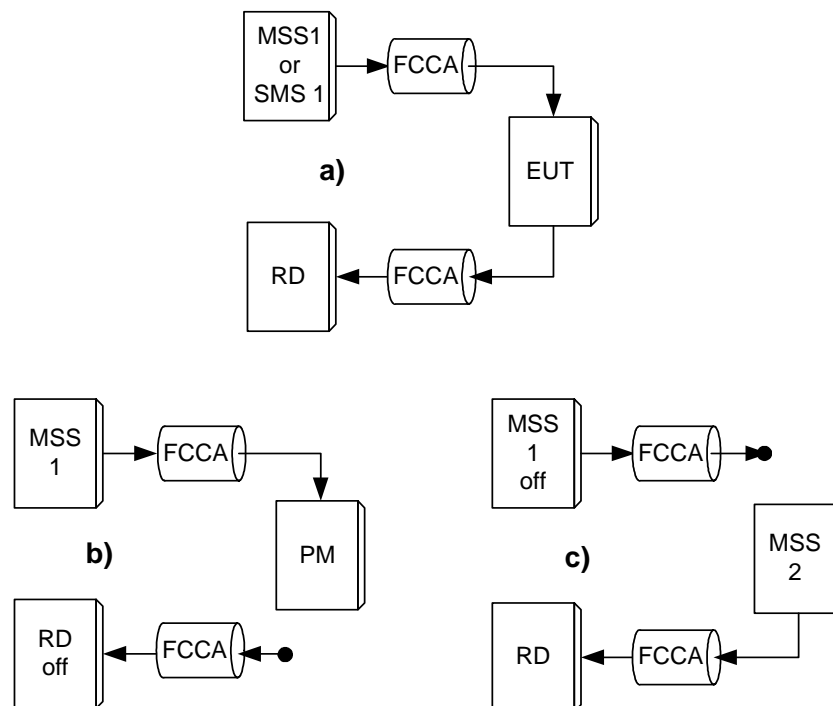 MSS1
or
SMS 1
FCCA
EUT
a)
RD
FCCA
MSS
1
FCCA
PM
b)
RD
off
FCCA
MSS
1
off
FCCA
MSS
2
c)
RD
FCCA